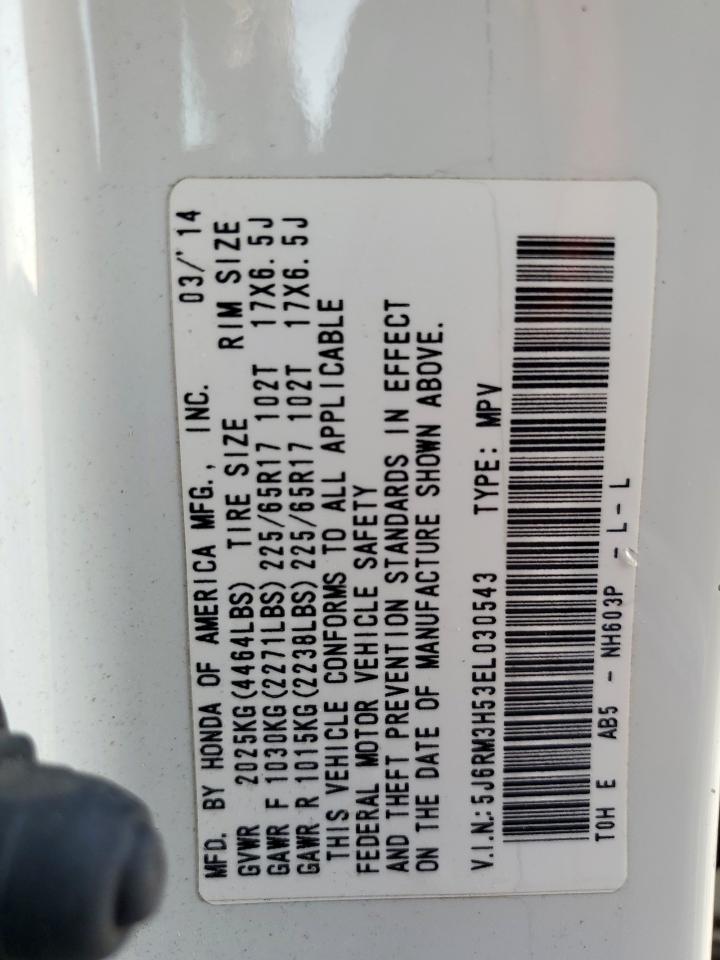 MFD. BY HONDA OF AMERICA MFG., INC. 03/'14
GVWR 2025KG(4464LBS) TIRE SIZE RIM SIZE
GAWR F 1030KG(2271LBS) 225/65R17 102T 17X6.5J
GAWR R 1015KG(2238LBS) 225/65R17 102T 17X6.5J
THIS VEHICLE CONFORMS TO ALL APPLICABLE
FEDERAL MOTOR VEHICLE SAFETY
AND THEFT PREVENTION STANDARDS IN EFFECT
ON THE DATE OF MANUFACTURE SHOWN ABOVE.
V.I.N.: 5J6RM3H53EL030543 TYPE: MPV
TOH E AB5 - NH603P - L - L